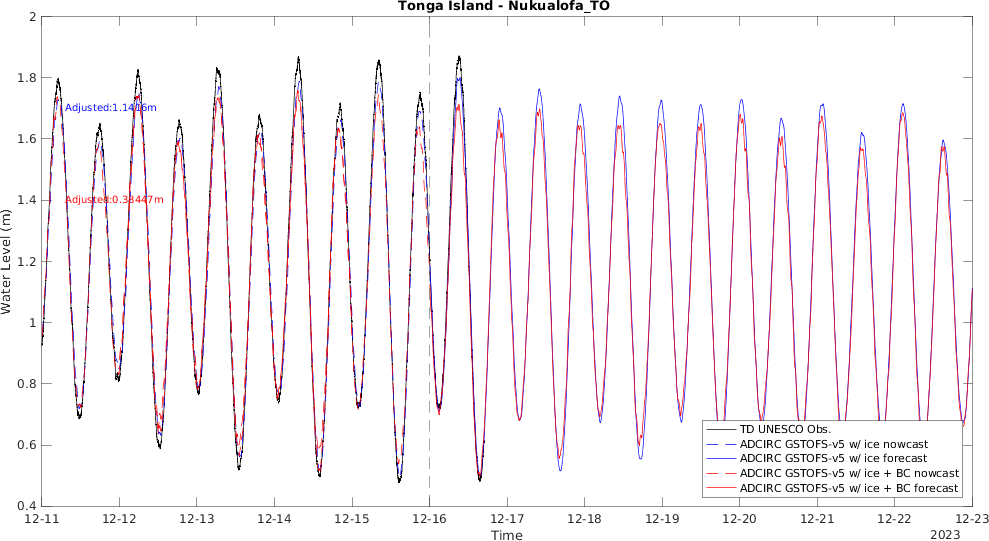 Tonga Island - Nukualofa_TO
2
1.8
1.6
1.4
1.2
1
0.8
0.6
0.4
Water Level (m)
Adjusted:1.1416m
Adjusted:0.33447m
TD UNESCO Obs.
ADCIRC GSTOFS-v5 w/ ice nowcast
ADCIRC GSTOFS-v5 w/ ice forecast
ADCIRC GSTOFS-v5 w/ ice + BC nowcast
ADCIRC GSTOFS-v5 w/ ice + BC forecast
12-11 12-12 12-13 12-14 12-15 12-16 12-17 12-18 12-19 12-20 12-21 12-22 12-23
Time
2023